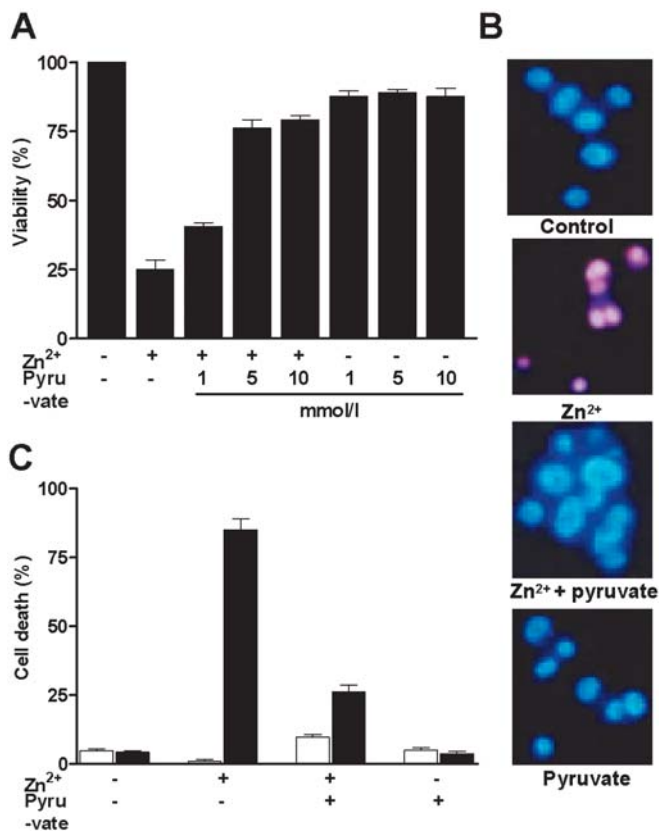 A
100
75
50
25
0
Viability (%)
Zn2+ - + + + + - - -
Pyru - - 1 5 10 1 5 10
-vate mmol/l
B
Control
Zn2+
Zn2+ + pyruvate
Pyruvate
C
100
75
50
25
0
Cell death (%)
Zn2+ - + + -
Pyru - - + +
-vate